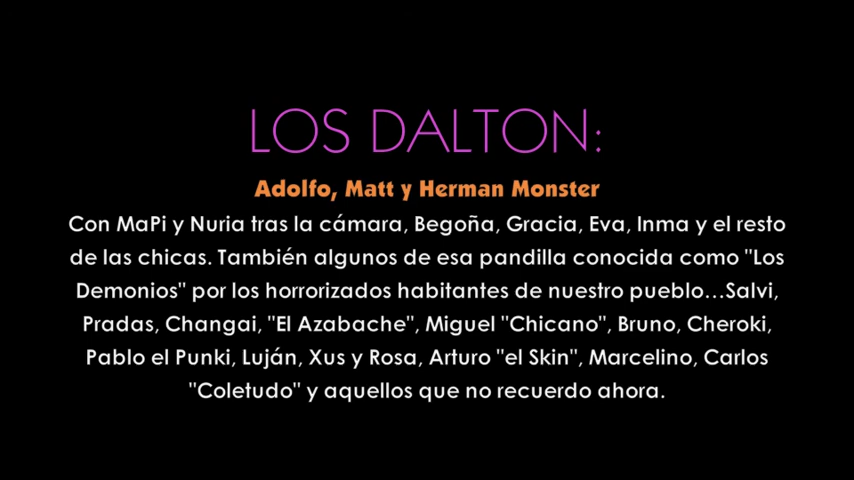 LOS DALTON:
Adolfo, Matt y Herman Monster
Con MaPi y Nuria tras la cámara, Begoña, Gracia, Eva, Inma y el resto
de las chicas. También algunos de esa pandilla conocida como "Los
Demonios" por los horrorizados habitantes de nuestro pueblo...Salvi,
Pradas, Changai, "El Azabache", Miguel "Chicano", Bruno, Cheroki,
Pablo el Punki, Luján, Xus y Rosa, Arturo "el Skin", Marcelino, Carlos
"Coletudo" y aquellos que no recuerdo ahora.